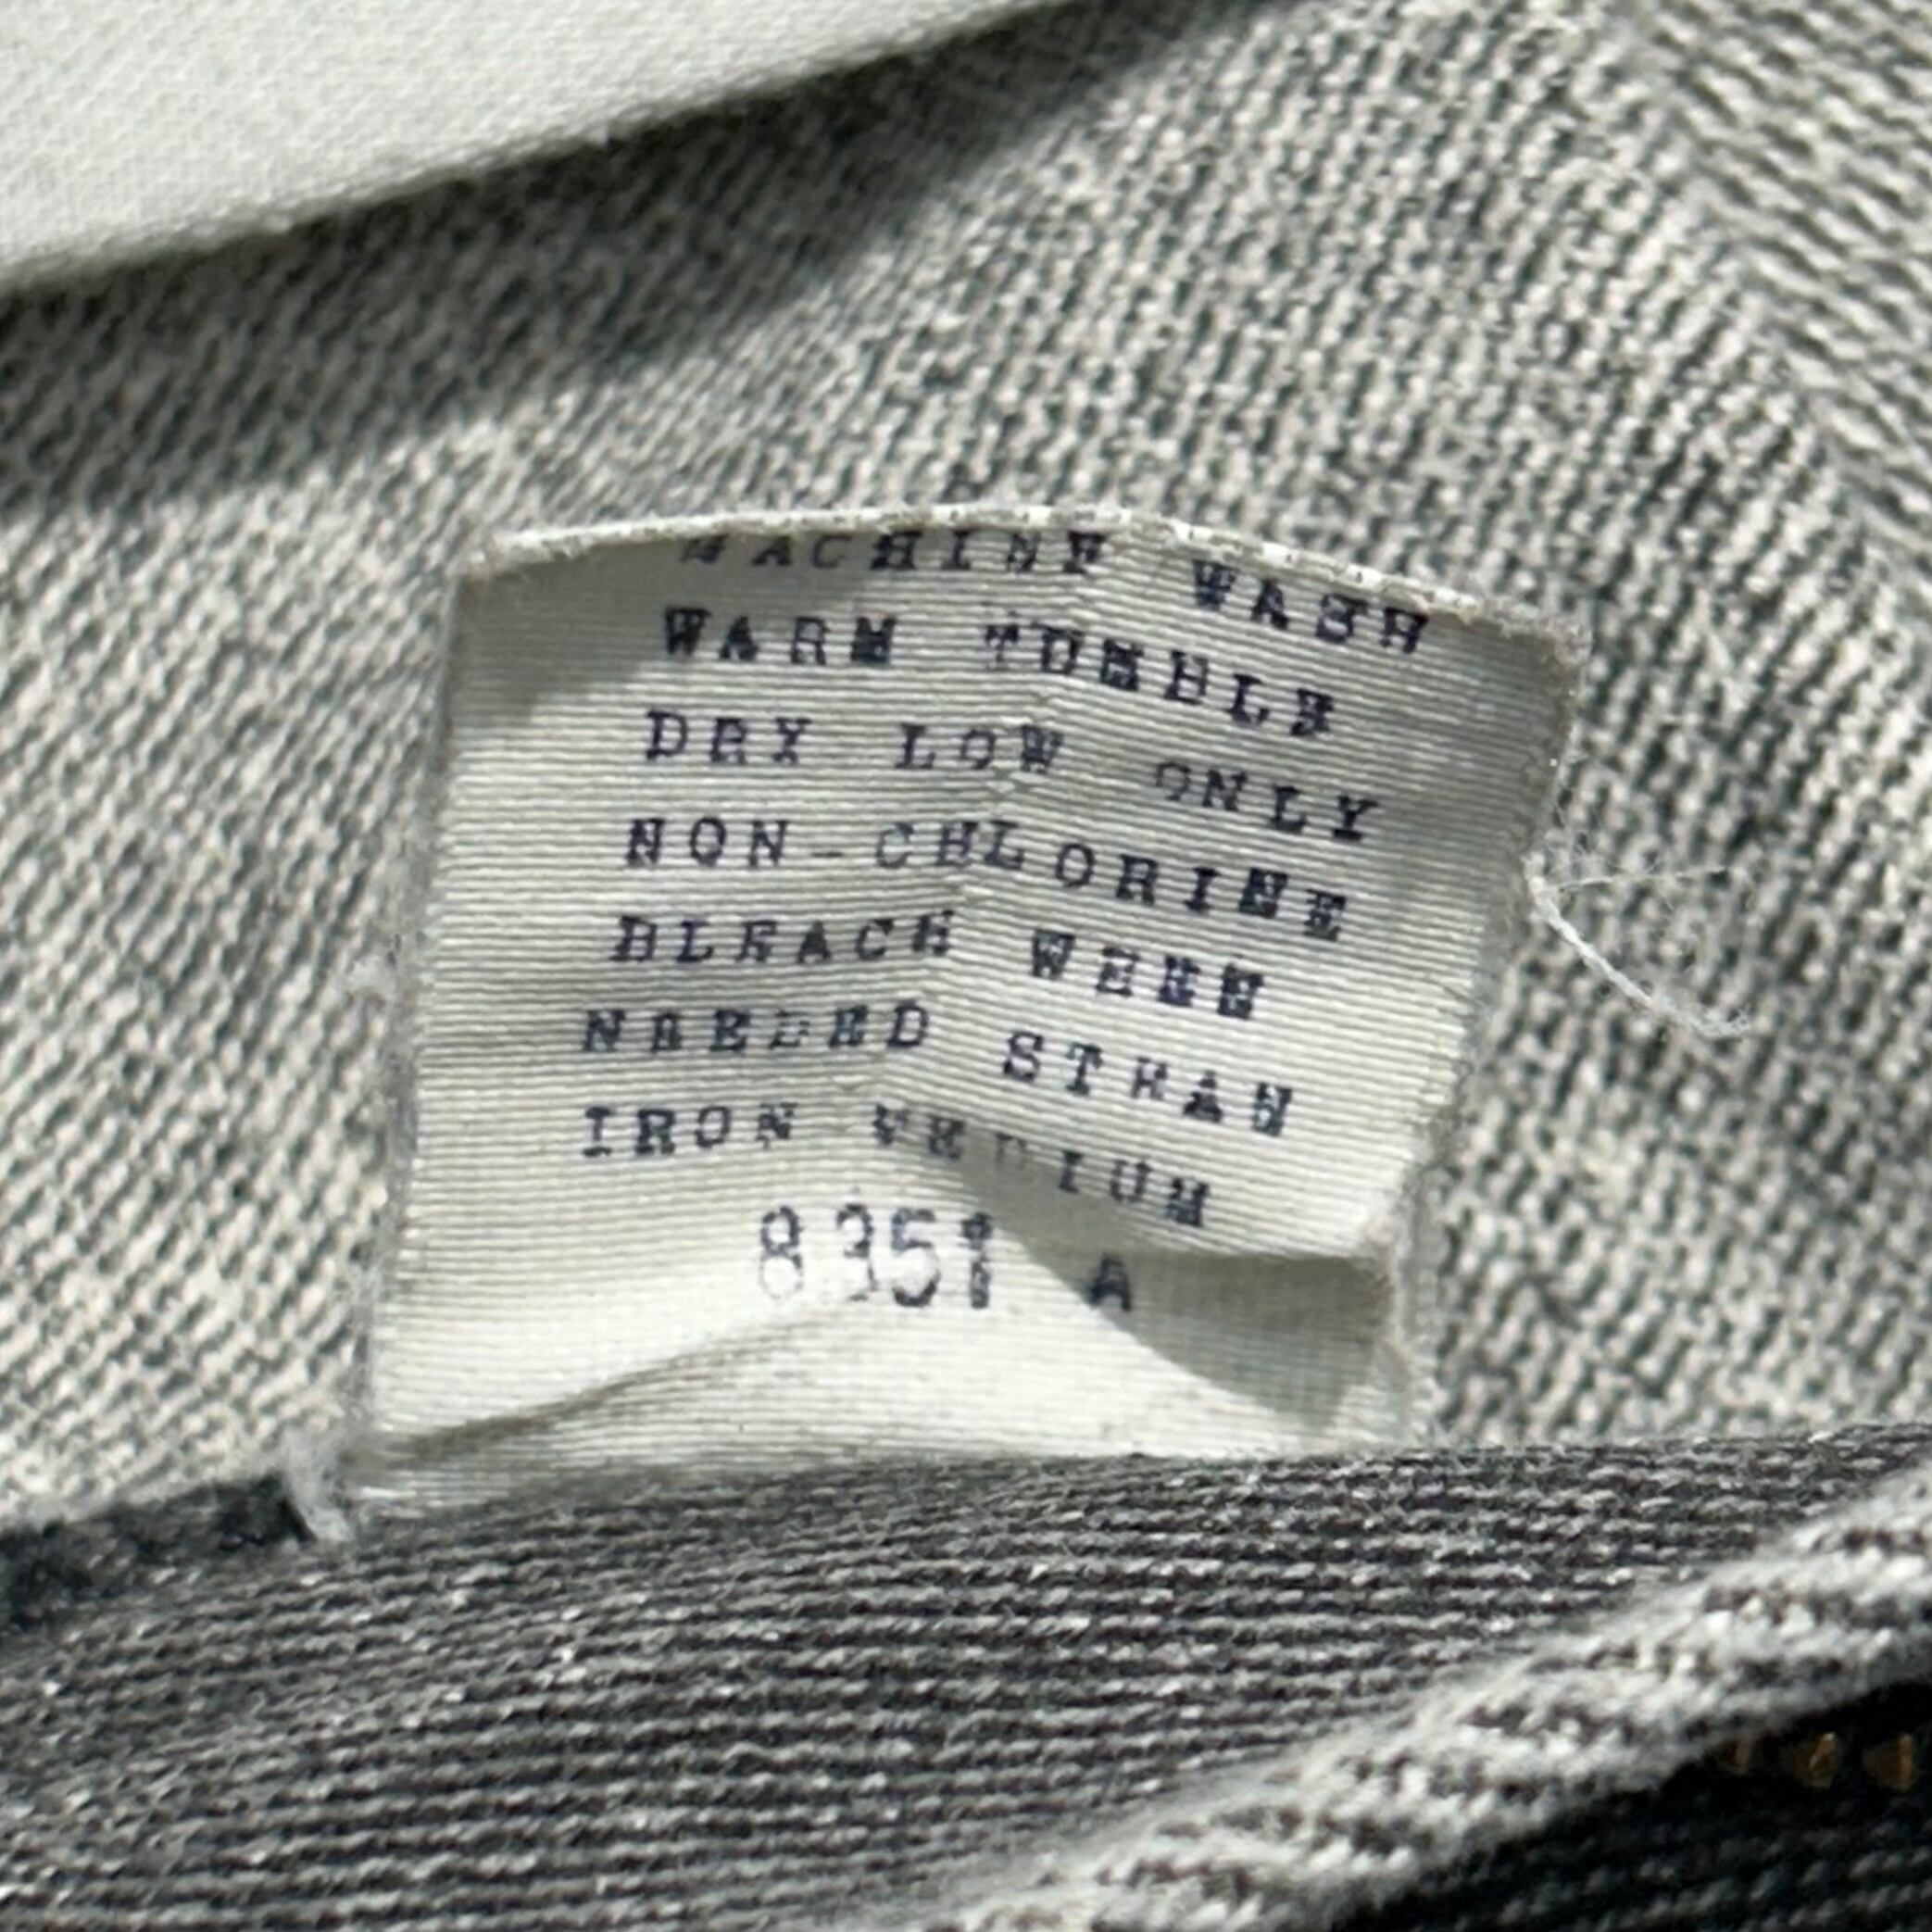 MACHINE WASH
WARM TUMBLE
DRY LOW ONLY
NON-CHLORINE
BLEACH WHEN
NEEDED STEAM
IRON MEDIUM
8351 A